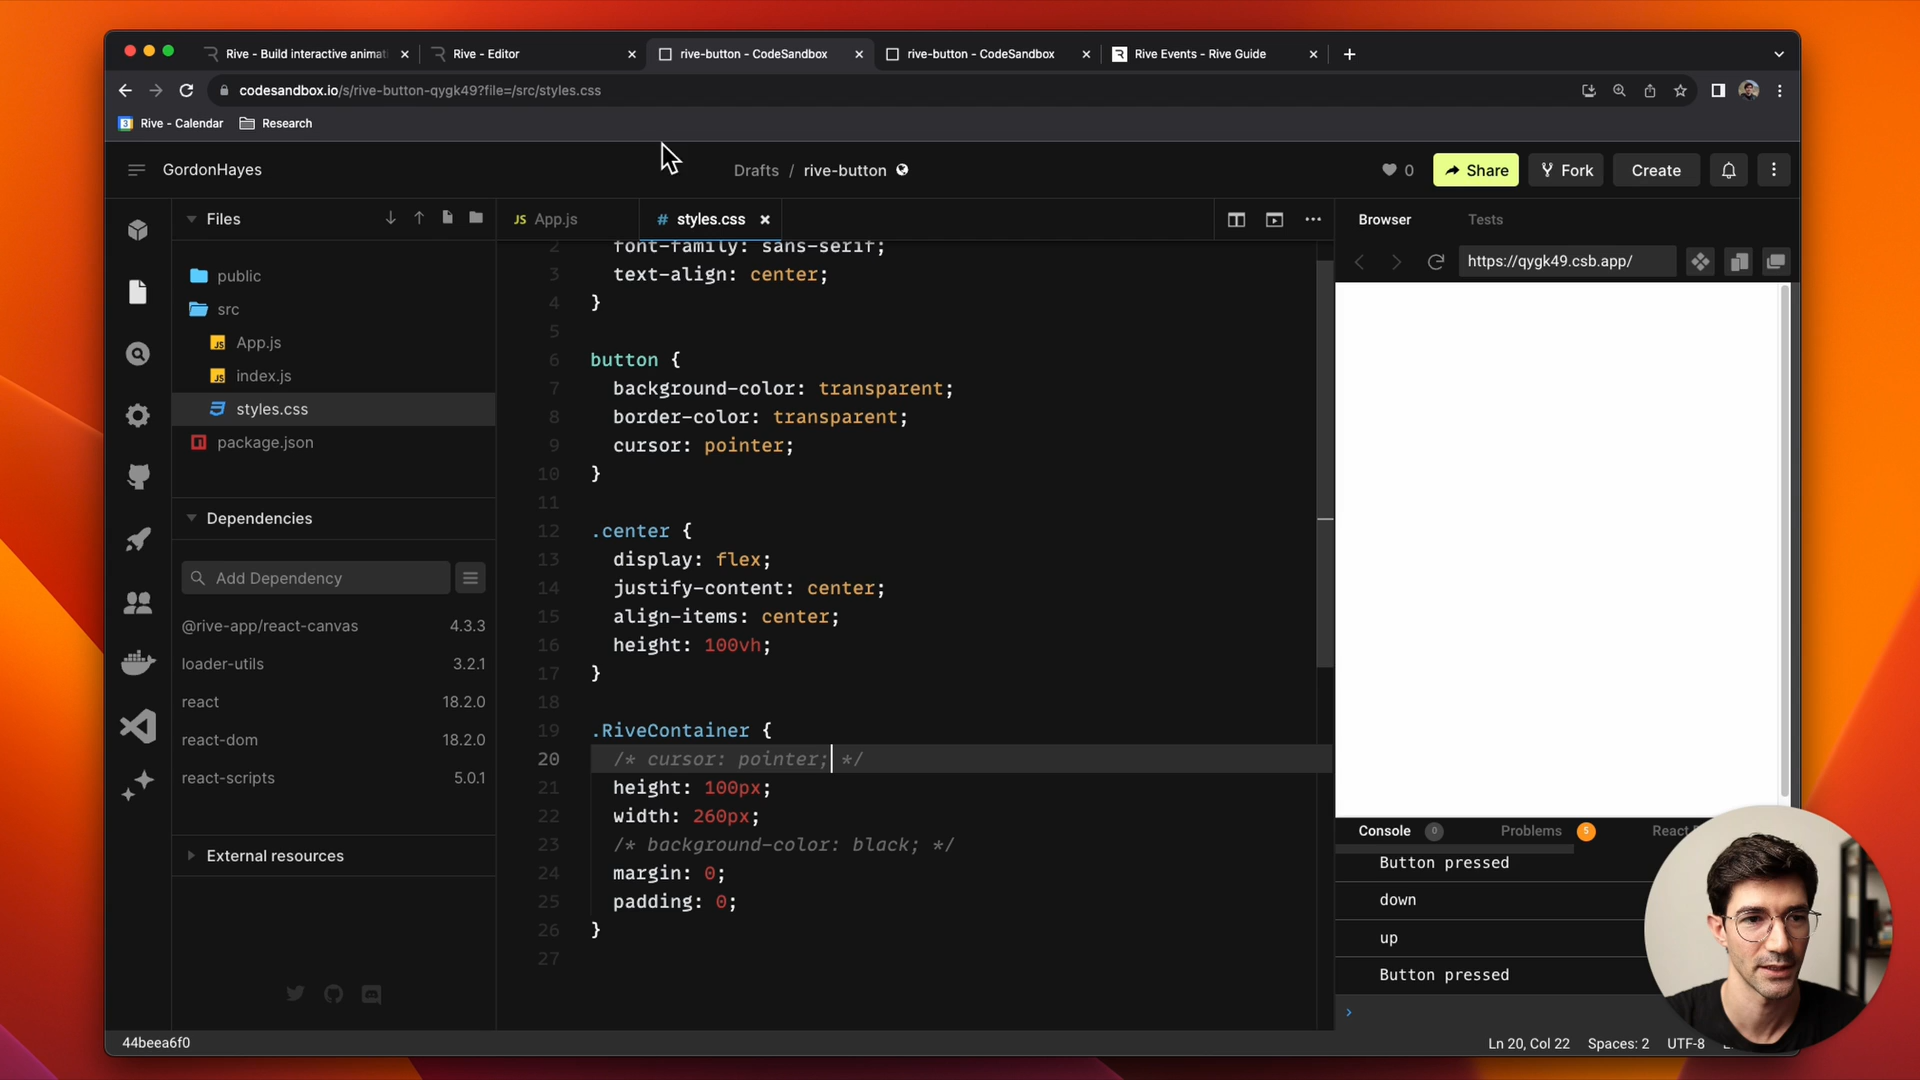 Rive - Build interactive animat
Rive - Editor
rive-button - CodeSandbox
rive-button - CodeSandbox
Rive Events - Rive Guide
codesandbox.io/s/rive-button-qygk49?file=/src/styles.css
Rive - Calendar
Research
GordonHayes
Drafts / rive-button
0
Share
Fork
Create
Files
JS App.js
# styles.css
Browser
Tests
https://qygk49.csb.app/
public
src
App.js
index.js
styles.css
package.json
Dependencies
Add Dependency
@rive-app/react-canvas 4.3.3
loader-utils 3.2.1
react 18.2.0
react-dom 18.2.0
react-scripts 5.0.1
External resources
2 font-family: sans-serif;
3 text-align: center;
4 }
5
6 button {
7 background-color: transparent;
8 border-color: transparent;
9 cursor: pointer;
10 }
11
12 .center {
13 display: flex;
14 justify-content: center;
15 align-items: center;
16 height: 100vh;
17 }
18
19 .RiveContainer {
20 /* cursor: pointer; */
21 height: 100px;
22 width: 260px;
23 /* background-color: black; */
24 margin: 0;
25 padding: 0;
26 }
27
Console 0
Problems 5
React
Button pressed
down
up
Button pressed
44beea6f0
Ln 20, Col 22
Spaces: 2
UTF-8